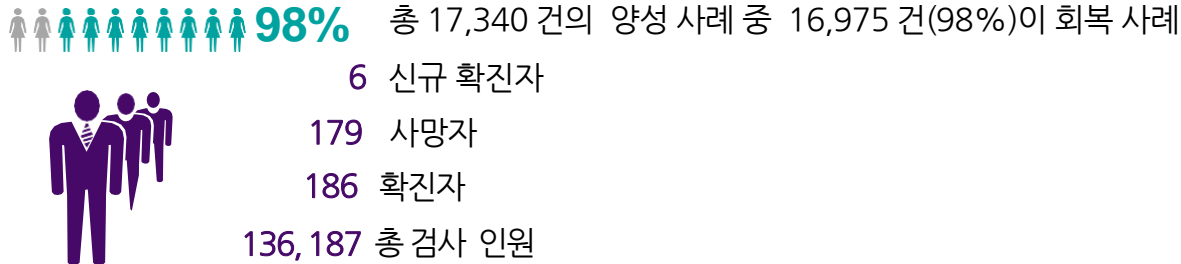 98% 총 17,340 건의 양성 사례 중 16,975 건(98%)이 회복 사례
6 신규 확진자
179 사망자
186 확진자
136, 187 총 검사 인원